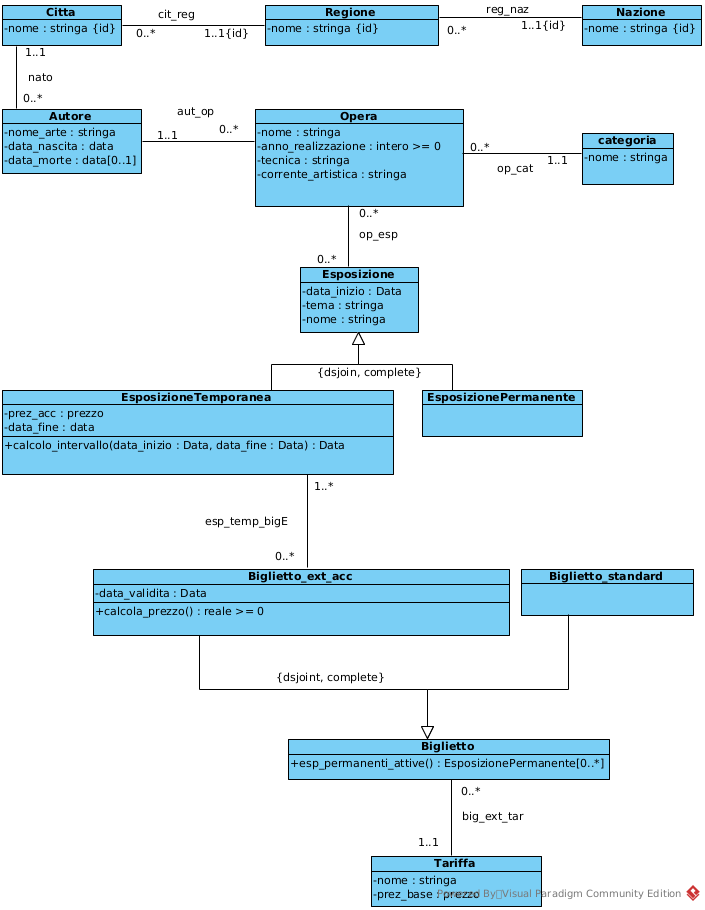 Citta
-nome : stringa {id}
cit_reg
0..*
1..1{id}
Regione
-nome : stringa {id}
reg_naz
0..*
1..1{id}
Nazione
-nome : stringa {id}
1..1
nato
0..*
Autore
-nome_arte : stringa
-data_nascita : data
-data_morte : data[0..1]
aut_op
1..1
0..*
Opera
-nome : stringa
-anno_realizzazione : intero >= 0
-tecnica : stringa
-corrente_artistica : stringa
0..*
1..1
op_cat
categoria
-nome : stringa
0..*
op_esp
0..*
Esposizione
-data_inizio : Data
-tema : stringa
-nome : stringa
{dsjoin, complete}
EsposizioneTemporanea
-prez_acc : prezzo
-data_fine : data
+calcolo_intervallo(data_inizio : Data, data_fine : Data) : Data
EsposizionePermanente
1..*
esp_temp_bigE
0..*
Biglietto_ext_acc
-data_validita : Data
+calcola_prezzo() : reale >= 0
Biglietto_standard
{dsjoint, complete}
Biglietto
+esp_permanenti_attive() : EsposizionePermanente[0..*]
0..*
big_ext_tar
1..1
Tariffa
-nome : stringa
-prez_base : prezzo
Powered By Visual Paradigm Community Edition